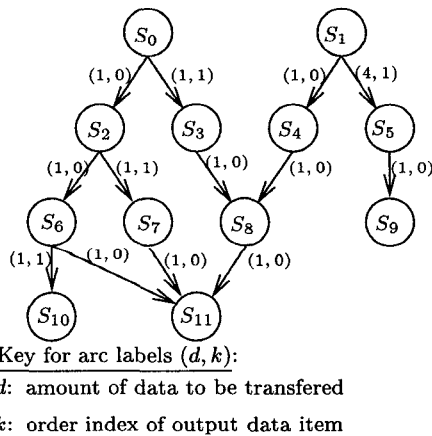 S0 S1
(1,0) (1,1) (1,0) (4,1)
S2 S3 S4 S5
(1,0) (1,1) (1,0) (1,0) (1,0)
S6 S7 S8 S9
(1,1) (1,0) (1,0) (1,0)
S10 S11
Key for arc labels (d, k):
d: amount of data to be transfered
k: order index of output data item